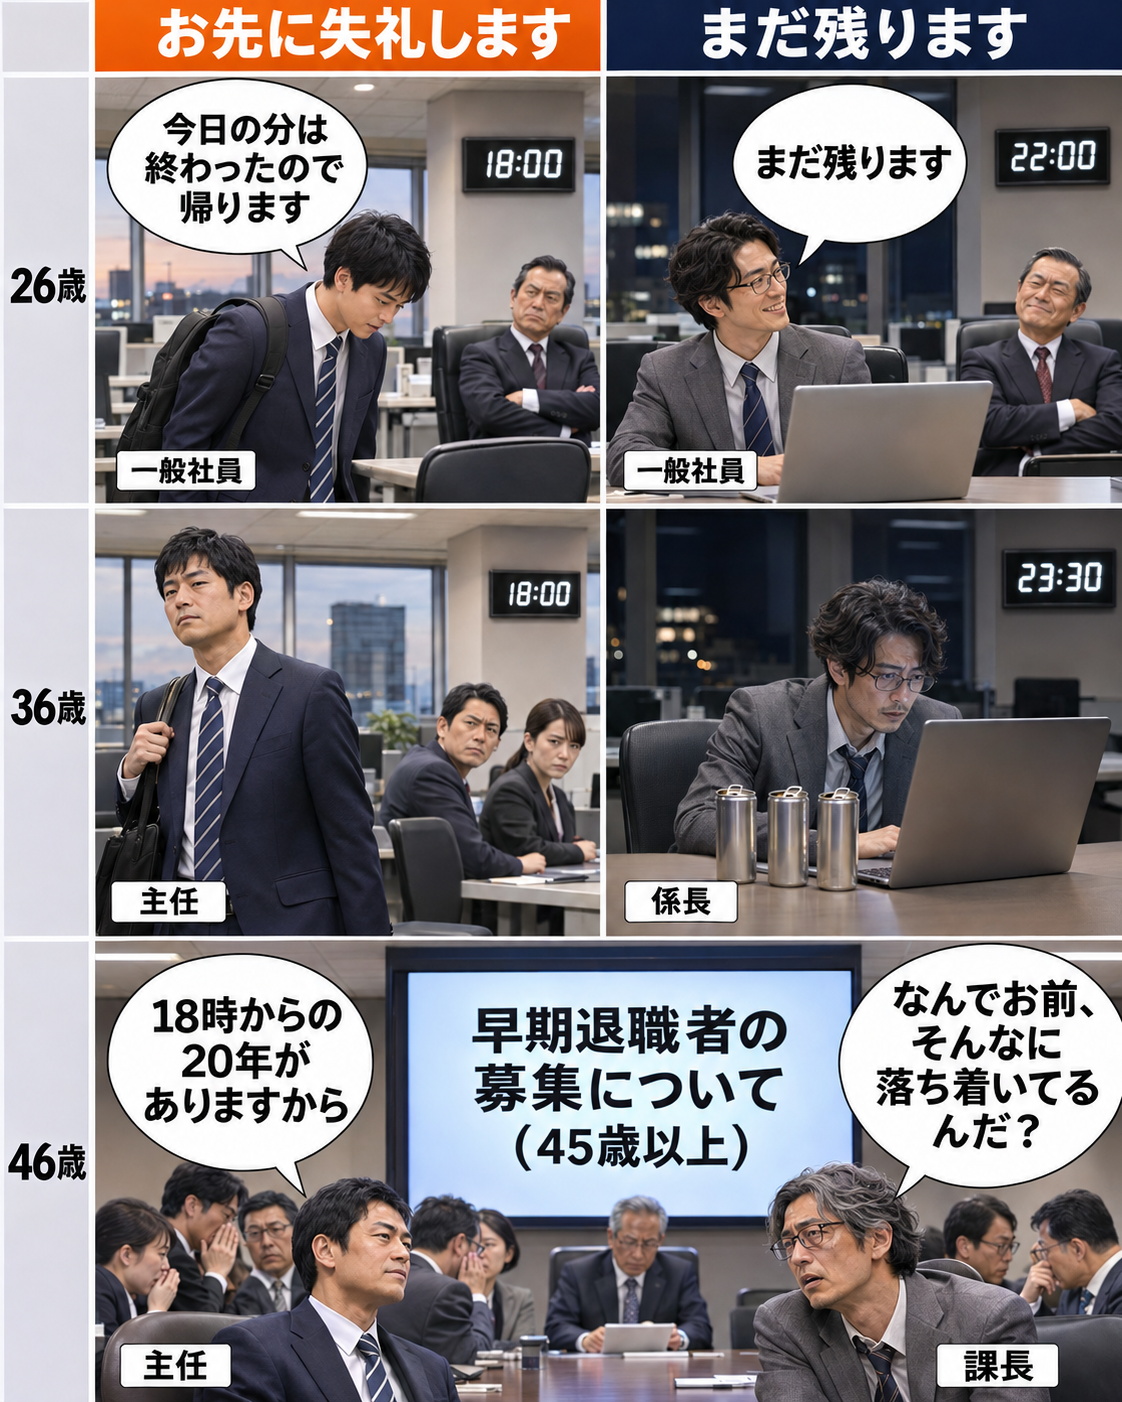 お先に失礼します
まだ残ります
26歳
今日の分は
終わったので
帰ります
18:00
一般社員
まだ残ります
22:00
一般社員
36歳
18:00
主任
23:30
係長
46歳
18時からの
20年が
ありますから
早期退職者の
募集について
(45歳以上)
なんでお前、
そんなに
落ち着いてる
んだ？
主任
課長